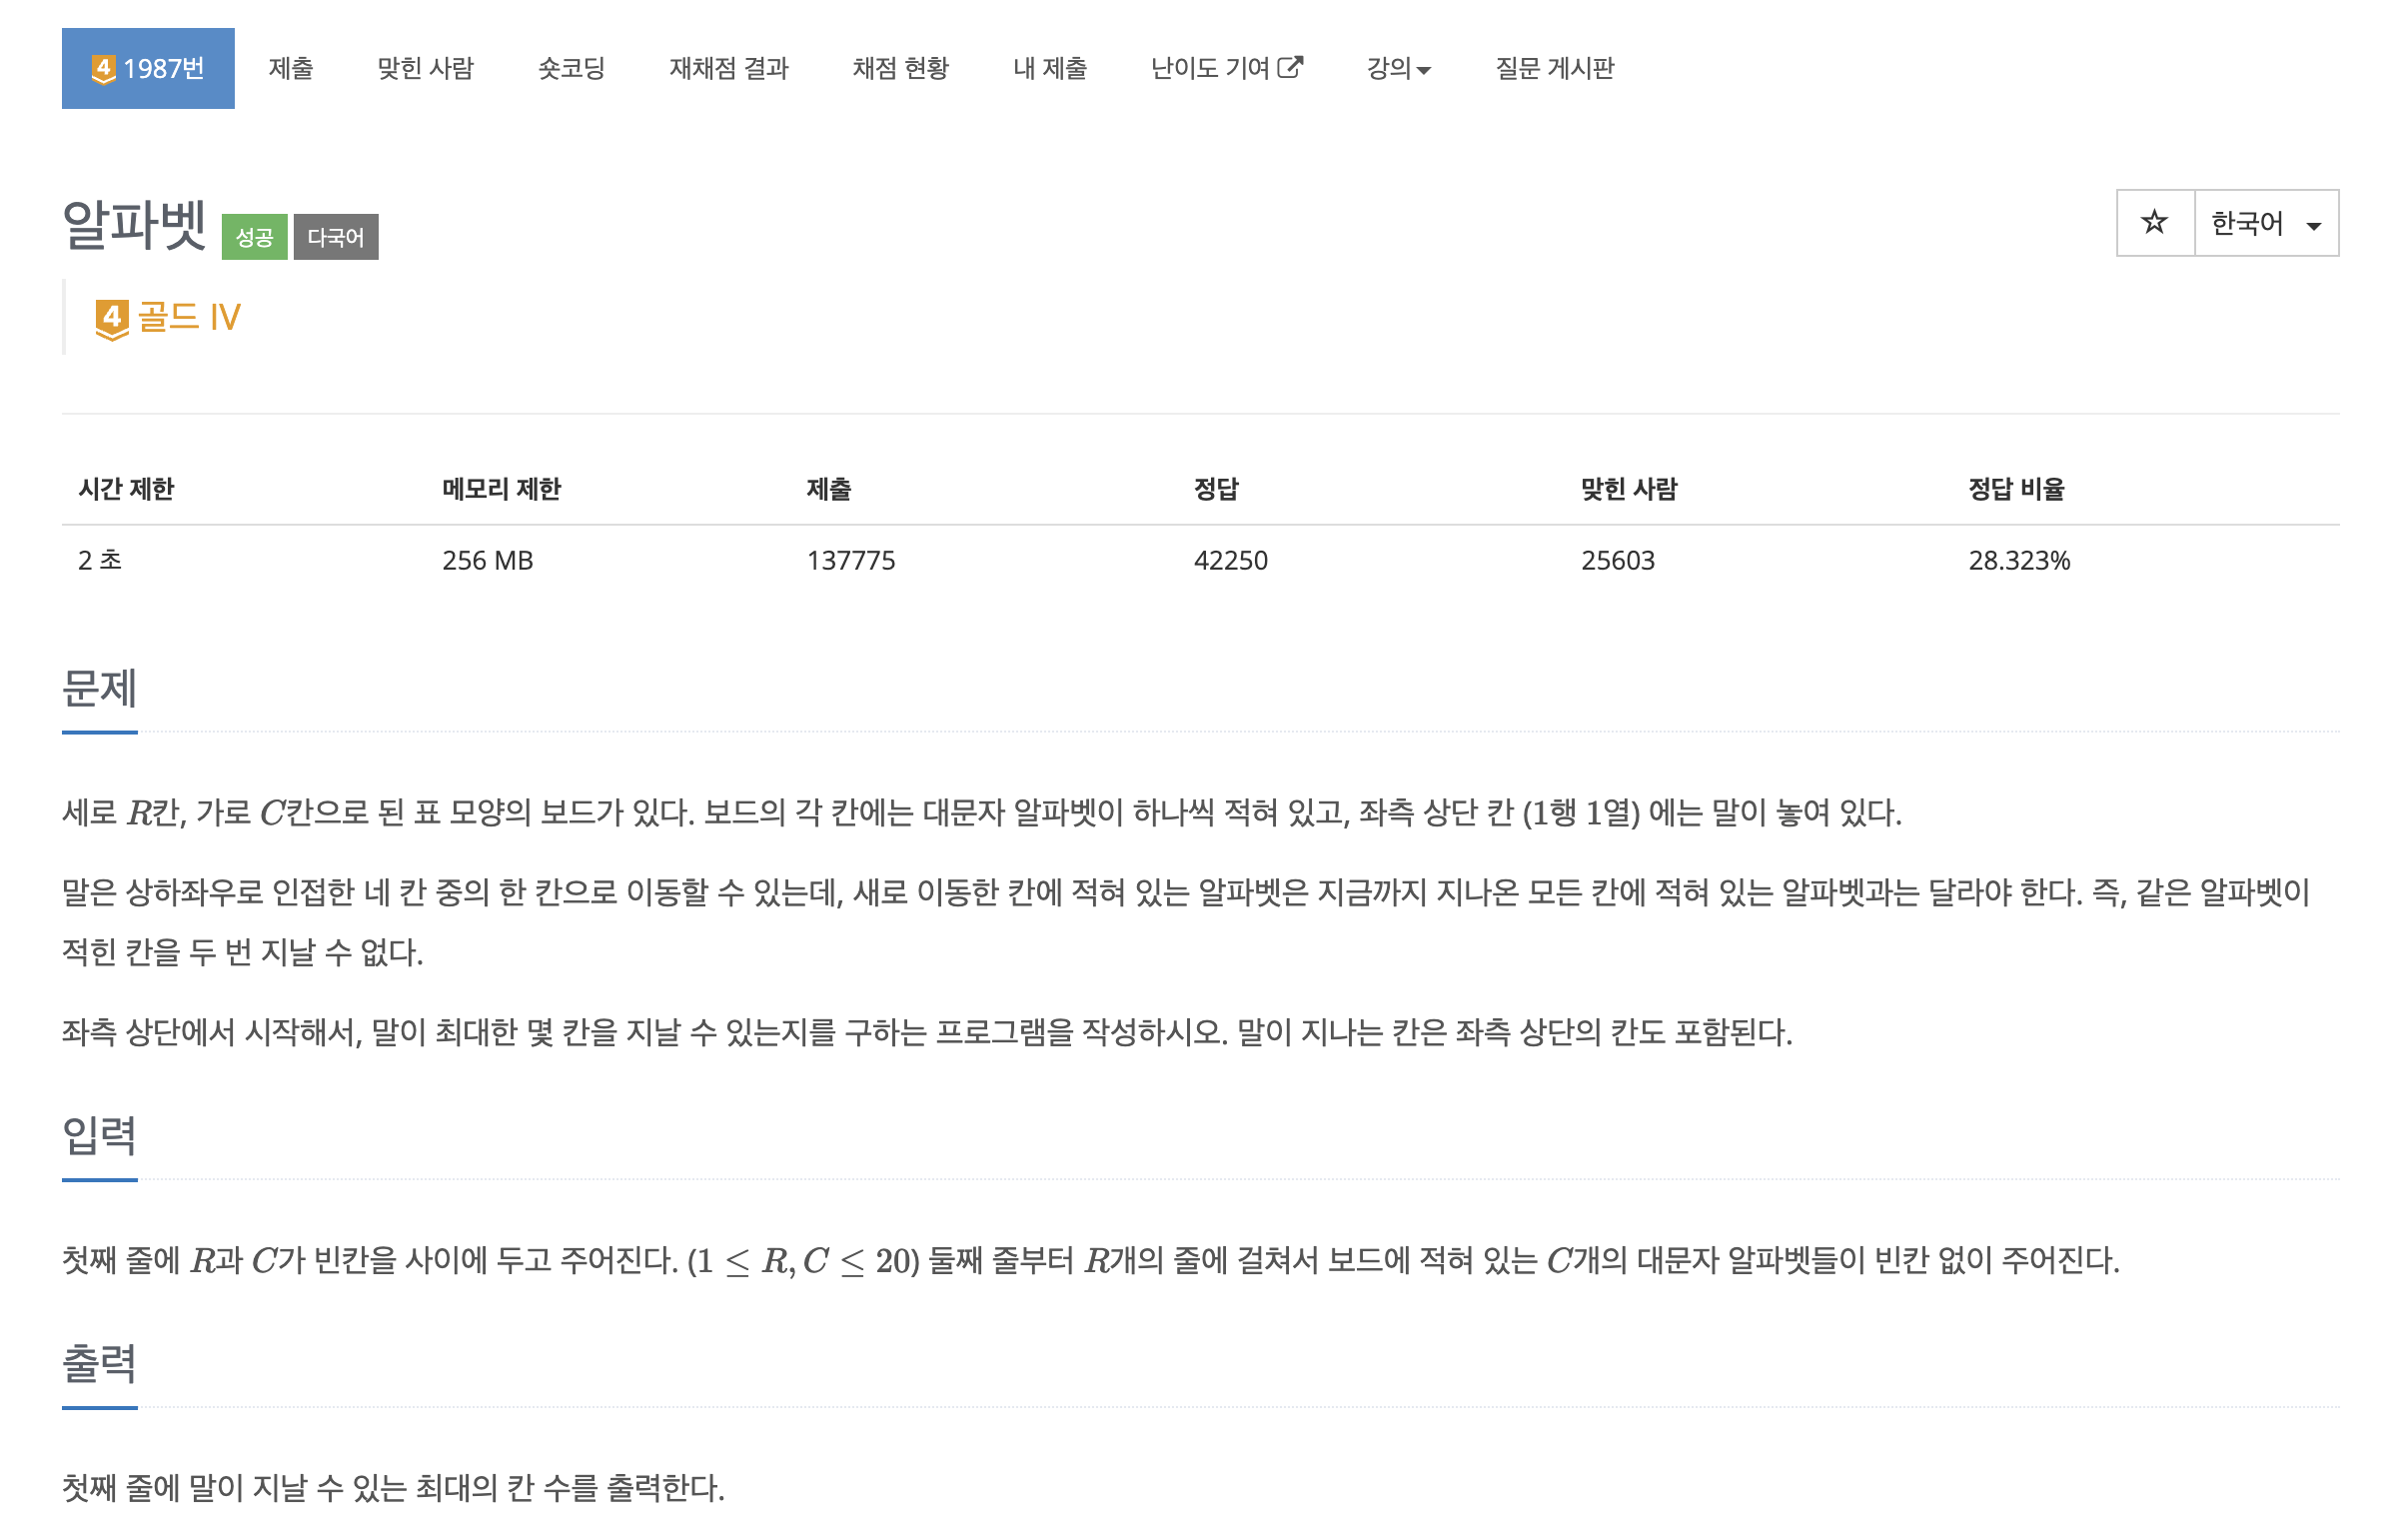 4 1987번 제출 맞힌 사람 숏코딩 재채점 결과 채점 현황 내 제출 난이도 기여 강의 질문 게시판
알파벳 성공 다국어 ☆ 한국어
4 골드 IV
시간 제한 메모리 제한 제출 정답 맞힌 사람 정답 비율
2 초 256 MB 137775 42250 25603 28.323%
문제
세로 R칸, 가로 C칸으로 된 표 모양의 보드가 있다. 보드의 각 칸에는 대문자 알파벳이 하나씩 적혀 있고, 좌측 상단 칸 (1행 1열) 에는 말이 놓여 있다.
말은 상하좌우로 인접한 네 칸 중의 한 칸으로 이동할 수 있는데, 새로 이동한 칸에 적혀 있는 알파벳은 지금까지 지나온 모든 칸에 적혀 있는 알파벳과는 달라야 한다. 즉, 같은 알파벳이
적힌 칸을 두 번 지날 수 없다.
좌측 상단에서 시작해서, 말이 최대한 몇 칸을 지날 수 있는지를 구하는 프로그램을 작성하시오. 말이 지나는 칸은 좌측 상단의 칸도 포함된다.
입력
첫째 줄에 R과 C가 빈칸을 사이에 두고 주어진다. (1 ≤ R, C ≤ 20) 둘째 줄부터 R개의 줄에 걸쳐서 보드에 적혀 있는 C개의 대문자 알파벳들이 빈칸 없이 주어진다.
출력
첫째 줄에 말이 지날 수 있는 최대의 칸 수를 출력한다.